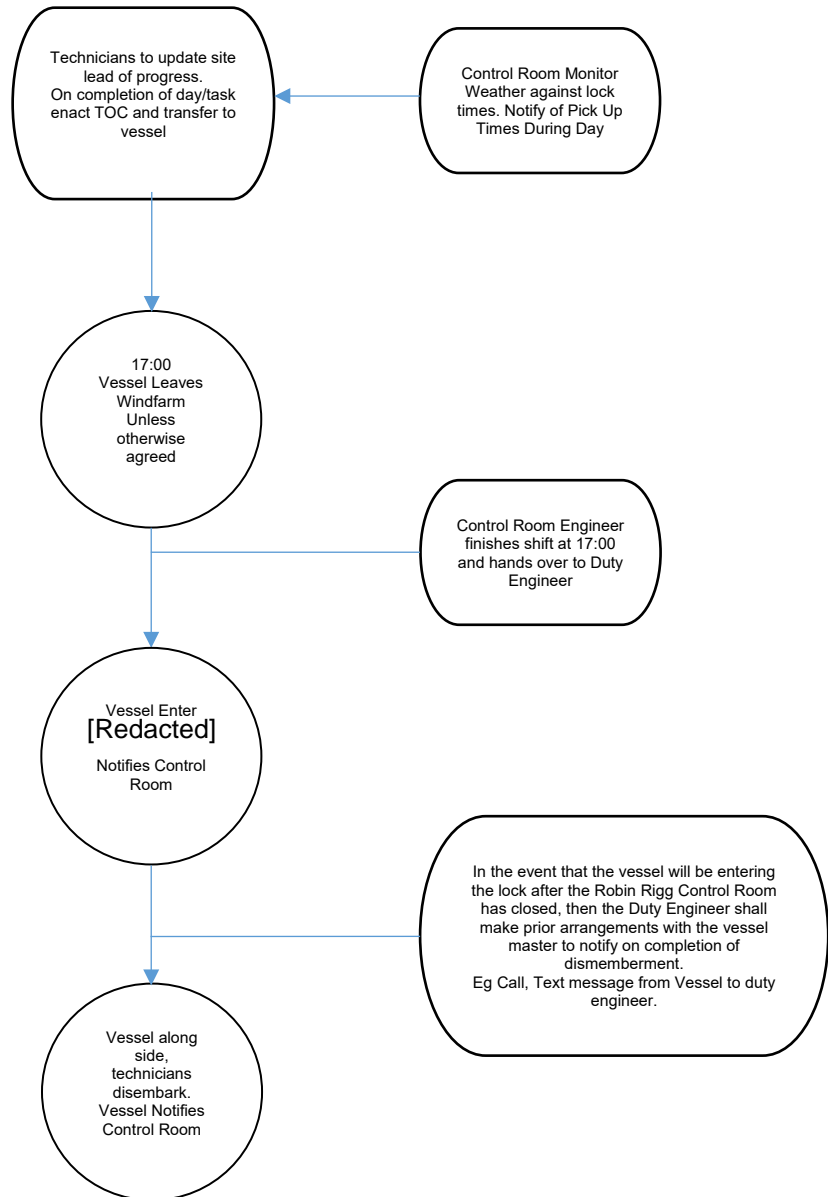 Technicians to update site
lead of progress.
On completion of day/task
enact TOC and transfer to
vessel
Control Room Monitor
Weather against lock
times. Notify of Pick Up
Times During Day
17:00
Vessel Leaves
Windfarm
Unless
otherwise
agreed
Control Room Engineer
finishes shift at 17:00
and hands over to Duty
Engineer
Vessel Enter
[Redacted]
Notifies Control
Room
In the event that the vessel will be entering
the lock after the Robin Rigg Control Room
has closed, then the Duty Engineer shall
make prior arrangements with the vessel
master to notify on completion of
dismemberment.
Eg Call, Text message from Vessel to duty
engineer.
Vessel along
side,
technicians
disembark.
Vessel Notifies
Control Room